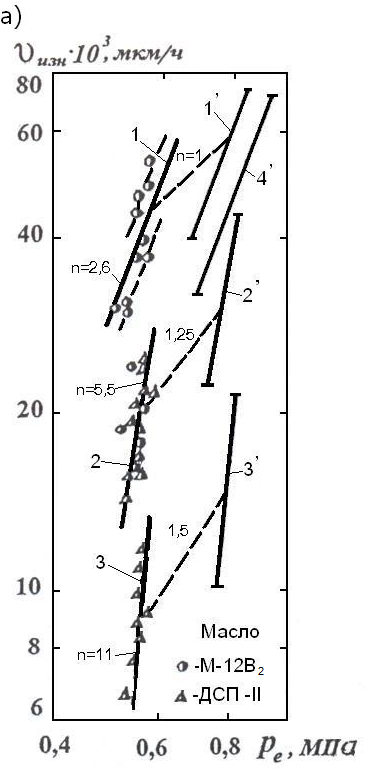 а)
υизн·10³, мкм/ч
80
60
1
n=1
1'
4'
40
n=2,6
2'
1,25
n=5,5
20
2
3'
3
1,5
10
Масло
8
-М-12В₂
n=11
-ДСП -II
6
0,4 0,6 0,8 pe, мпа